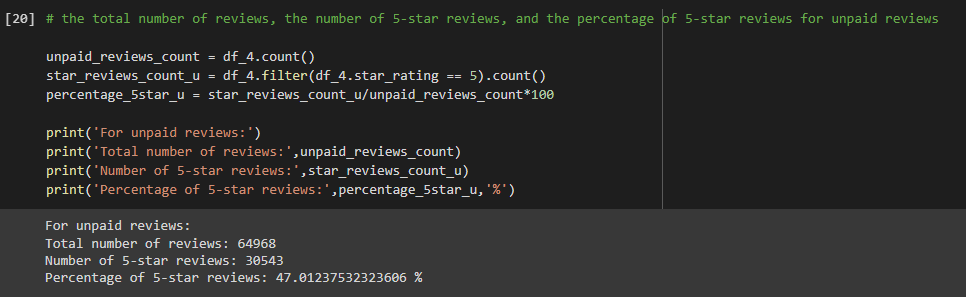 [20] # the total number of reviews, the number of 5-star reviews, and the percentage of 5-star reviews for unpaid reviews
unpaid_reviews_count = df_4.count()
star_reviews_count_u = df_4.filter(df_4.star_rating == 5).count()
percentage_5star_u = star_reviews_count_u/unpaid_reviews_count*100
print('For unpaid reviews:')
print('Total number of reviews:',unpaid_reviews_count)
print('Number of 5-star reviews:',star_reviews_count_u)
print('Percentage of 5-star reviews:',percentage_5star_u,'%')
For unpaid reviews:
Total number of reviews: 64968
Number of 5-star reviews: 30543
Percentage of 5-star reviews: 47.01237532323606 %